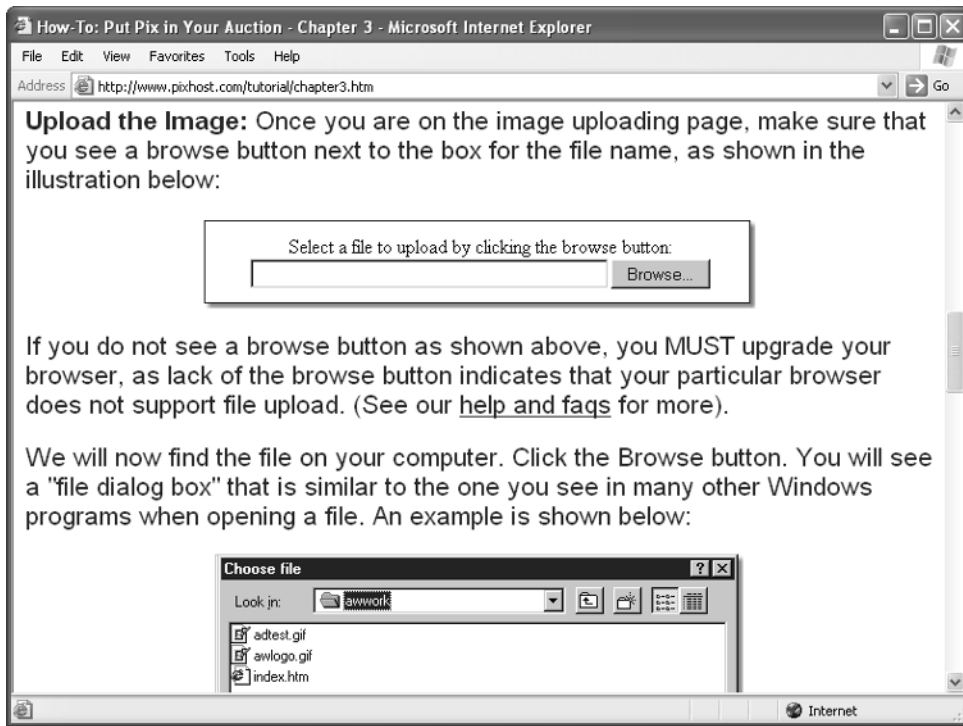 How-To: Put Pix in Your Auction - Chapter 3 - Microsoft Internet Explorer
File Edit View Favorites Tools Help
Address http://www.pixhost.com/tutorial/chapter3.htm Go
Upload the Image: Once you are on the image uploading page, make sure that
you see a browse button next to the box for the file name, as shown in the
illustration below:
Select a file to upload by clicking the browse button:
Browse...
If you do not see a browse button as shown above, you MUST upgrade your
browser, as lack of the browse button indicates that your particular browser
does not support file upload. (See our help and faqs for more).
We will now find the file on your computer. Click the Browse button. You will see
a "file dialog box" that is similar to the one you see in many other Windows
programs when opening a file. An example is shown below:
Choose file
Look in: awwork
adtest.gif
awlogo.gif
index.htm
Internet